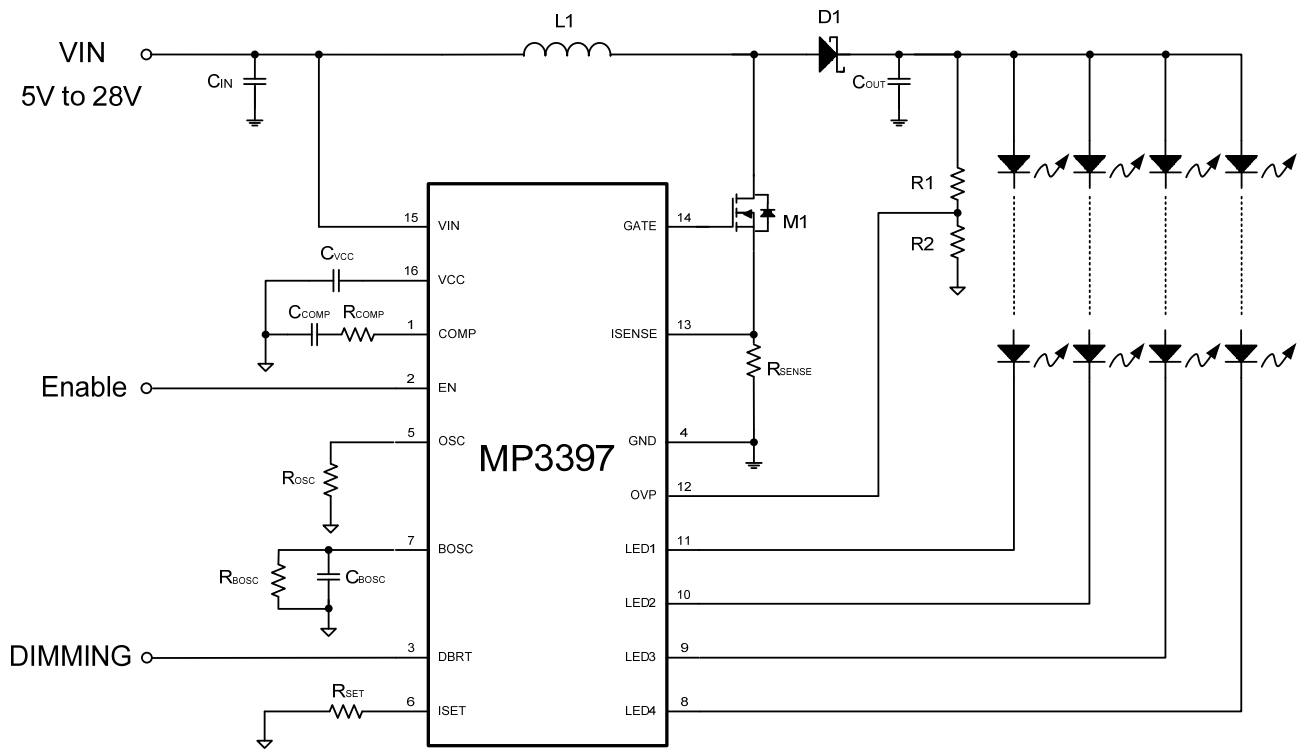 L1
D1
VIN
5V to 28V
CIN
COUT
R1
R2
M1
15
VIN
GATE
14
CVCC
16
VCC
CCOMP
RCOMP
1
COMP
ISENSE
13
RSENSE
Enable
2
EN
5
OSC
GND
4
MP3397
ROSC
OVP
12
7
BOSC
LED1
11
RBOSC
CBOSC
LED2
10
DIMMING
3
DBRT
LED3
9
RSET
6
ISET
LED4
8